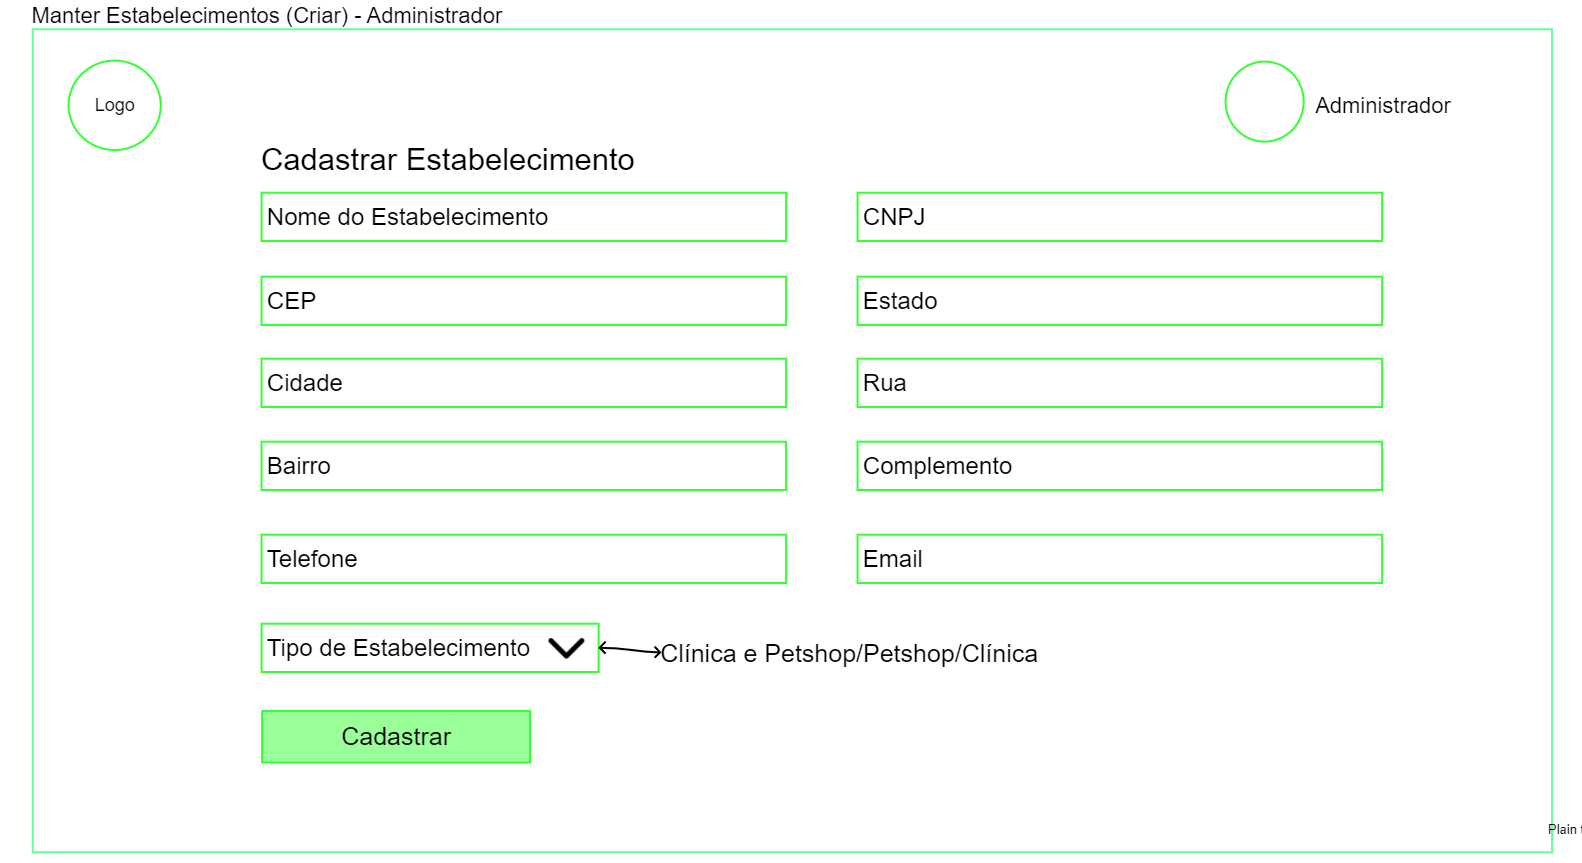 Manter Estabelecimentos (Criar) - Administrador
Logo
Administrador
Cadastrar Estabelecimento
Nome do Estabelecimento
CNPJ
CEP
Estado
Cidade
Rua
Bairro
Complemento
Telefone
Email
Tipo de Estabelecimento
Clínica e Petshop/Petshop/Clínica
Cadastrar
Plain